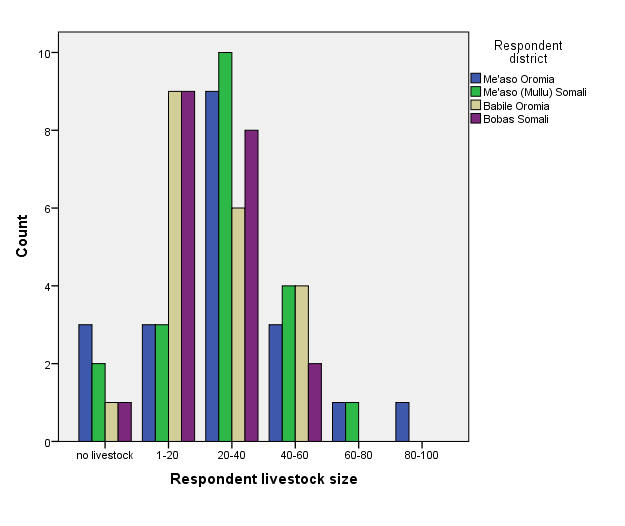 Respondent
district
Me'aso Oromia
Me'aso (Mullu) Somali
Babile Oromia
Bobas Somali
10
8
6
4
2
0
Count
no livestock 1-20 20-40 40-60 60-80 80-100
Respondent livestock size